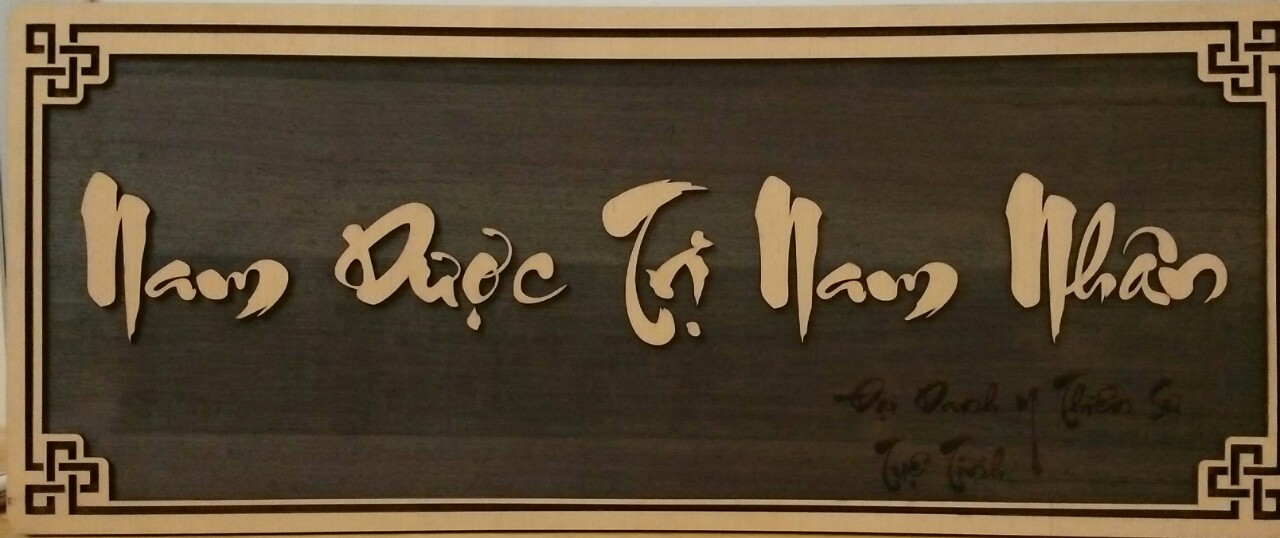 Nam Dược Trị Nam Nhân
Đại Danh Y Thiền Sư
Tuệ Tĩnh